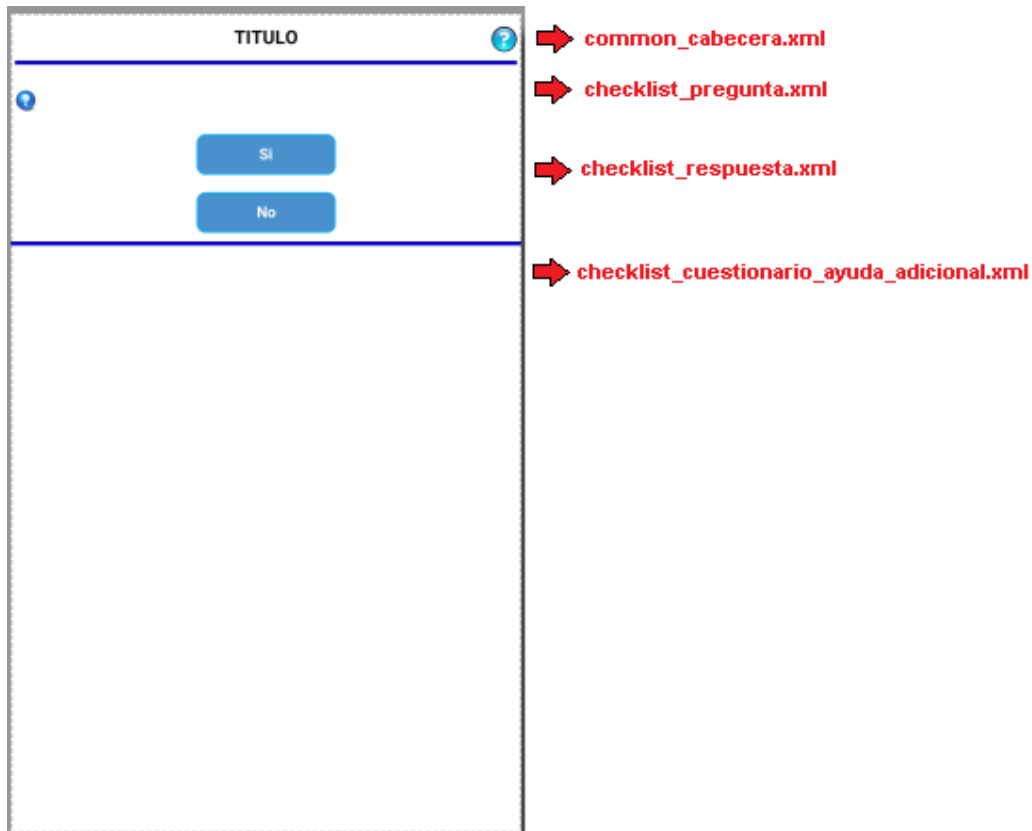 TITULO ?
common_cabecera.xml
checklist_pregunta.xml
?
Si
checklist_respuesta.xml
No
checklist_cuestionario_ayuda_adicional.xml